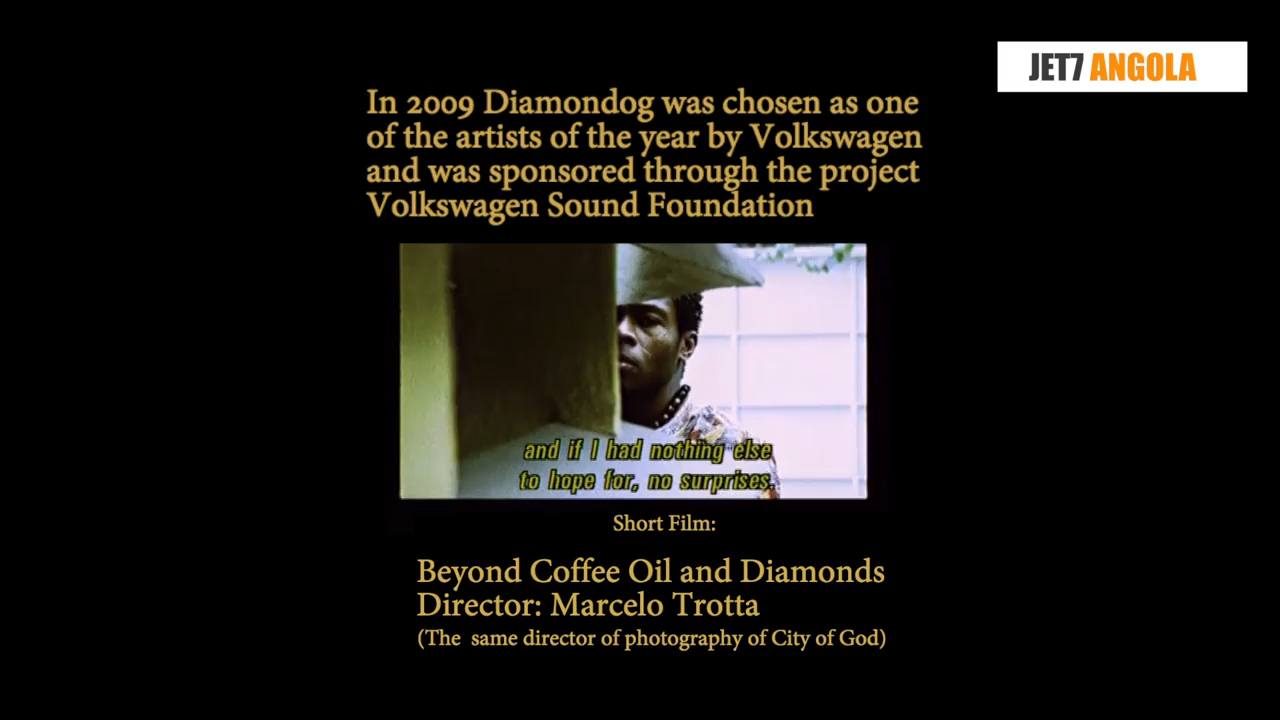 JET7 ANGOLA
In 2009 Diamondog was chosen as one
of the artists of the year by Volkswagen
and was sponsored through the project
Volkswagen Sound Foundation
and if I had nothing else
to hope for, no surprises.
Short Film:
Beyond Coffee Oil and Diamonds
Director: Marcelo Trotta
(The same director of photography of City of God)